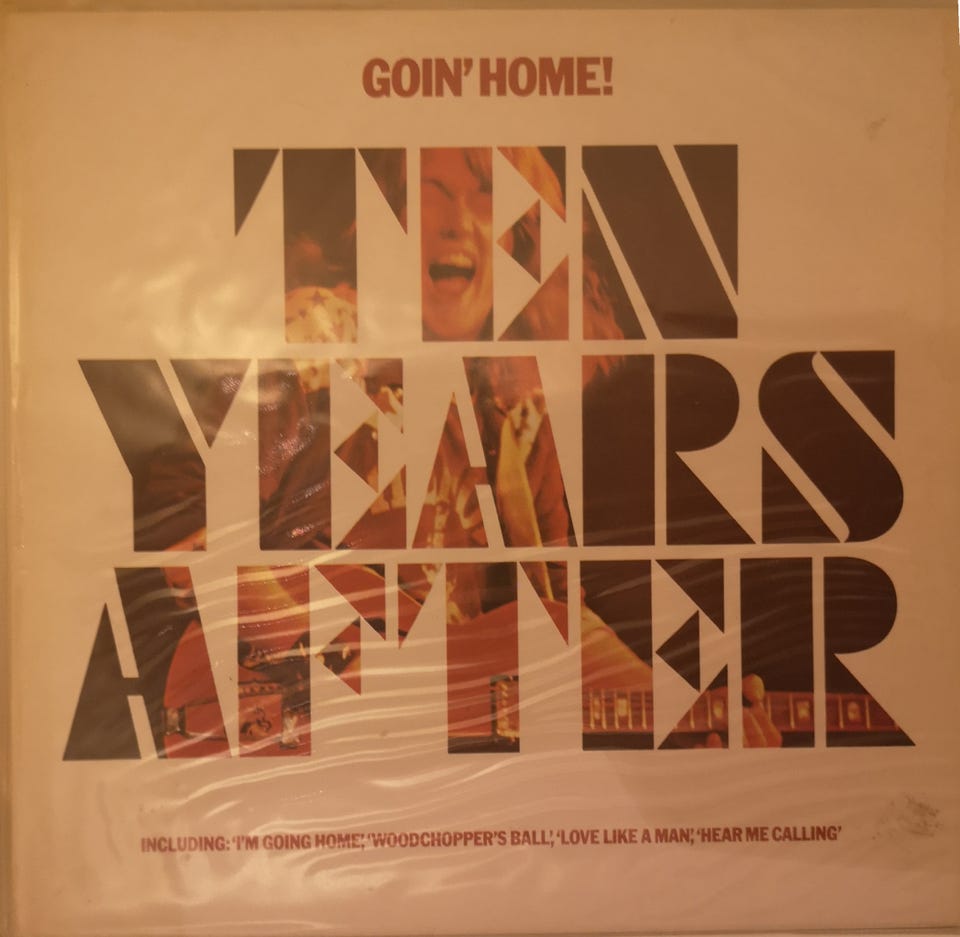 GOIN' HOME!
TEN
YEARS
AFTER
INCLUDING: 'I'M GOING HOME', 'WOODCHOPPER'S BALL', 'LOVE LIKE A MAN', 'HEAR ME CALLING'